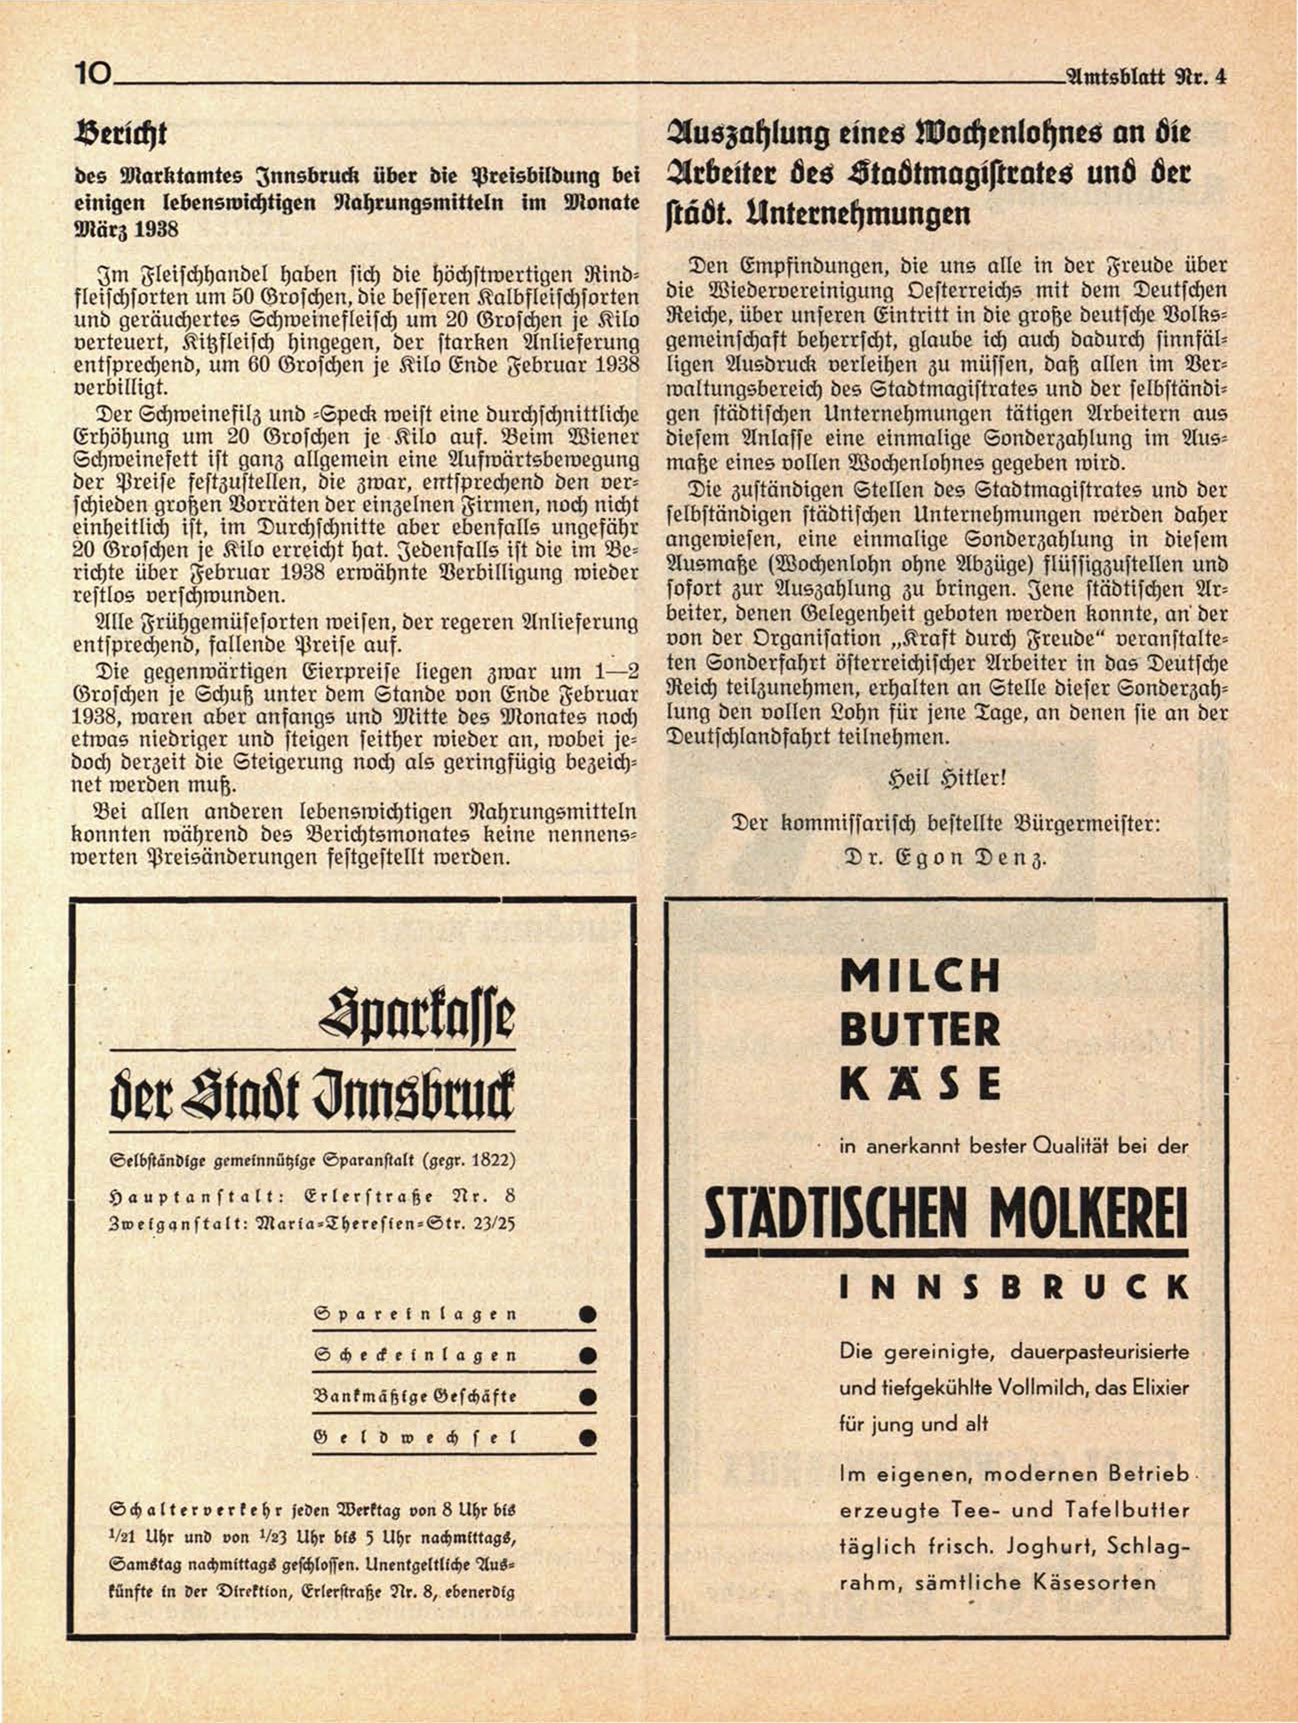 10
Amtsblatt Nr. 4
Bericht
des Marktamtes Innsbruck über die Preisbildung bei
einigen lebenswichtigen Nahrungsmitteln im Monate
März 1938
Im Fleischhandel haben sich die höchstwertigen Rind-
fleischsorten um 50 Groschen, die besseren Kalbfleischsorten
und geräuchertes Schweinefleisch um 20 Groschen je Kilo
verteuert, Kitzfleisch hingegen, der starken Anlieferung
entsprechend, um 60 Groschen je Kilo Ende Februar 1938
verbilligt.
Der Schweinefilz und -Speck weist eine durchschnittliche
Erhöhung um 20 Groschen je Kilo auf. Beim Wiener
Schweinefett ist ganz allgemein eine Aufwärtsbewegung
der Preise festzustellen, die zwar, entsprechend den ver-
schieden großen Vorräten der einzelnen Firmen, noch nicht
einheitlich ist, im Durchschnitte aber ebenfalls ungefähr
20 Groschen je Kilo erreicht hat. Jedenfalls ist die im Be-
richte über Februar 1938 erwähnte Verbilligung wieder
restlos verschwunden.
Alle Frühgemüsesorten weisen, der regeren Anlieferung
entsprechend, fallende Preise auf.
Die gegenwärtigen Eierpreise liegen zwar um 1—2
Groschen je Schuß unter dem Stande von Ende Februar
1938, waren aber anfangs und Mitte des Monates noch
etwas niedriger und steigen seither wieder an, wobei je-
doch derzeit die Steigerung noch als geringfügig bezeich-
net werden muß.
Bei allen anderen lebenswichtigen Nahrungsmitteln
konnten während des Berichtsmonates keine nennens-
werten Preisänderungen festgestellt werden.
Auszahlung eines Wochenlohnes an die
Arbeiter des Stadtmagistrates und der
städt. Unternehmungen
Den Empfindungen, die uns alle in der Freude über
die Wiedervereinigung Oesterreichs mit dem Deutschen
Reiche, über unseren Eintritt in die große deutsche Volks-
gemeinschaft beherrscht, glaube ich auch dadurch sinnfäl-
ligen Ausdruck verleihen zu müssen, daß allen im Ver-
waltungsbereich des Stadtmagistrates und der selbständi-
gen städtischen Unternehmungen tätigen Arbeitern aus
diesem Anlasse eine einmalige Sonderzahlung im Aus-
maße eines vollen Wochenlohnes gegeben wird.
Die zuständigen Stellen des Stadtmagistrates und der
selbständigen städtischen Unternehmungen werden daher
angewiesen, eine einmalige Sonderzahlung in diesem
Ausmaße (Wochenlohn ohne Abzüge) flüssigzustellen und
sofort zur Auszahlung zu bringen. Jene städtischen Ar-
beiter, denen Gelegenheit geboten werden konnte, an der
von der Organisation „Kraft durch Freude“ veranstalte-
ten Sonderfahrt österreichischer Arbeiter in das Deutsche
Reich teilzunehmen, erhalten an Stelle dieser Sonderzah-
lung den vollen Lohn für jene Tage, an denen sie an der
Deutschlandfahrt teilnehmen.
Heil Hitler!
Der kommissarisch bestellte Bürgermeister:
Dr. Egon Denz.
Sparkasse
der Stadt Innsbruck
Selbständige gemeinnützige Sparanstalt (gegr. 1822)
Hauptanstalt: Erlerstraße Nr. 8
Zweiganstalt: Maria-Theresien-Str. 23/25
Spareinlagen ●
Scheckeinlagen ●
Bankmäßige Geschäfte ●
Geldwechsel ●
Schalterverkehr jeden Werktag von 8 Uhr bis
1/21 Uhr und von 1/23 Uhr bis 5 Uhr nachmittags,
Samstag nachmittags geschlossen. Unentgeltliche Aus-
künfte in der Direktion, Erlerstraße Nr. 8, ebenerdig
MILCH
BUTTER
KÄSE
in anerkannt bester Qualität bei der
STÄDTISCHEN MOLKEREI
INNSBRUCK
Die gereinigte, dauerpasteurisierte
und tiefgekühlte Vollmilch, das Elixier
für jung und alt
Im eigenen, modernen Betrieb
erzeugte Tee- und Tafelbutter
täglich frisch. Joghurt, Schlag-
rahm, sämtliche Käsesorten